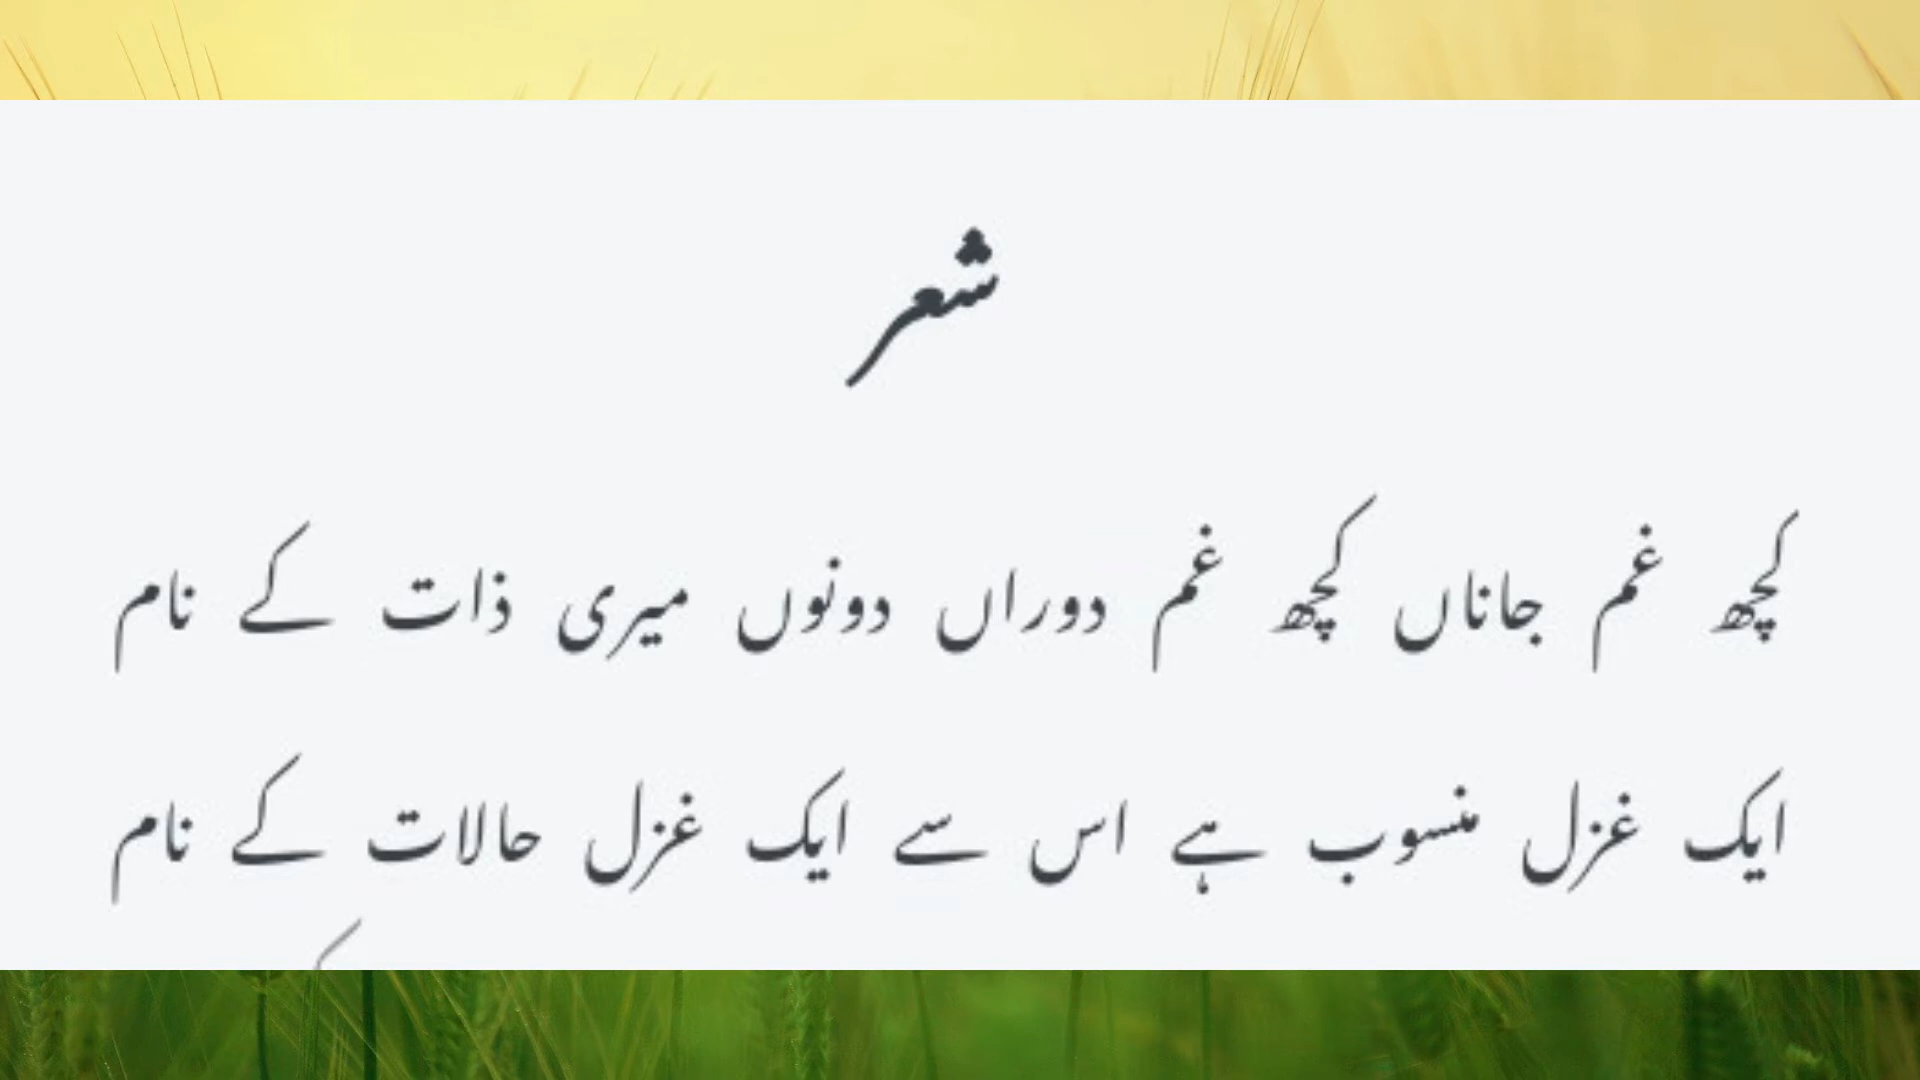 شعر
کچھ غم جاناں کچھ غم دوراں دونوں میری ذات کے نام
ایک غزل منسوب ہے اس سے ایک غزل حالات کے نام